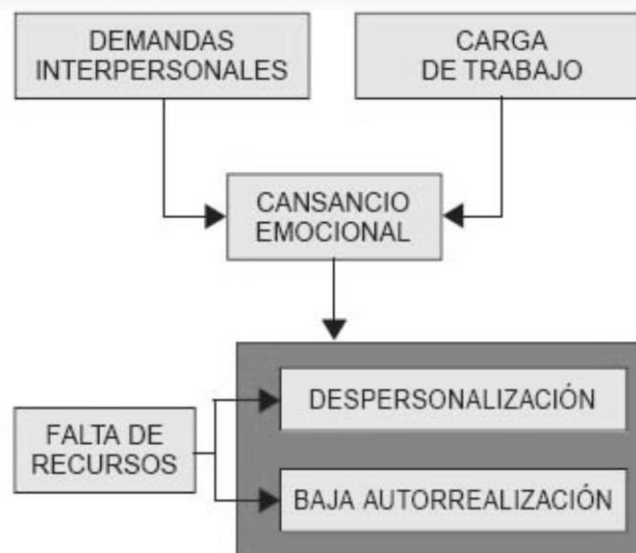 DEMANDAS
INTERPERSONALES
CARGA
DE TRABAJO
CANSANCIO
EMOCIONAL
DESPERSONALIZACIÓN
FALTA DE
RECURSOS
BAJA AUTORREALIZACIÓN